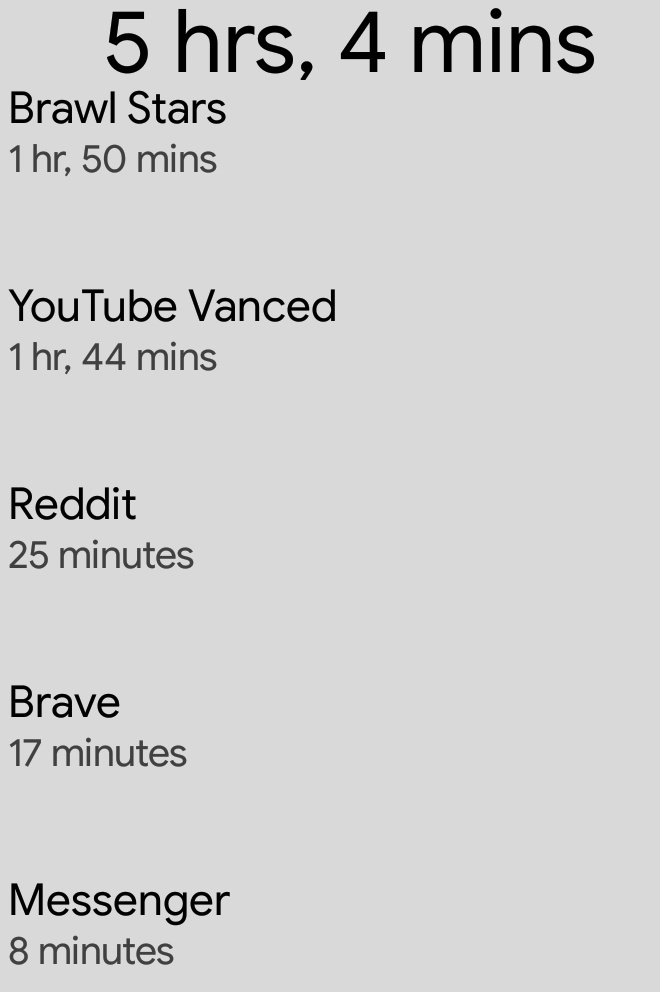 5 hrs, 4 mins
Brawl Stars
1 hr, 50 mins
YouTube Vanced
1 hr, 44 mins
Reddit
25 minutes
Brave
17 minutes
Messenger
8 minutes